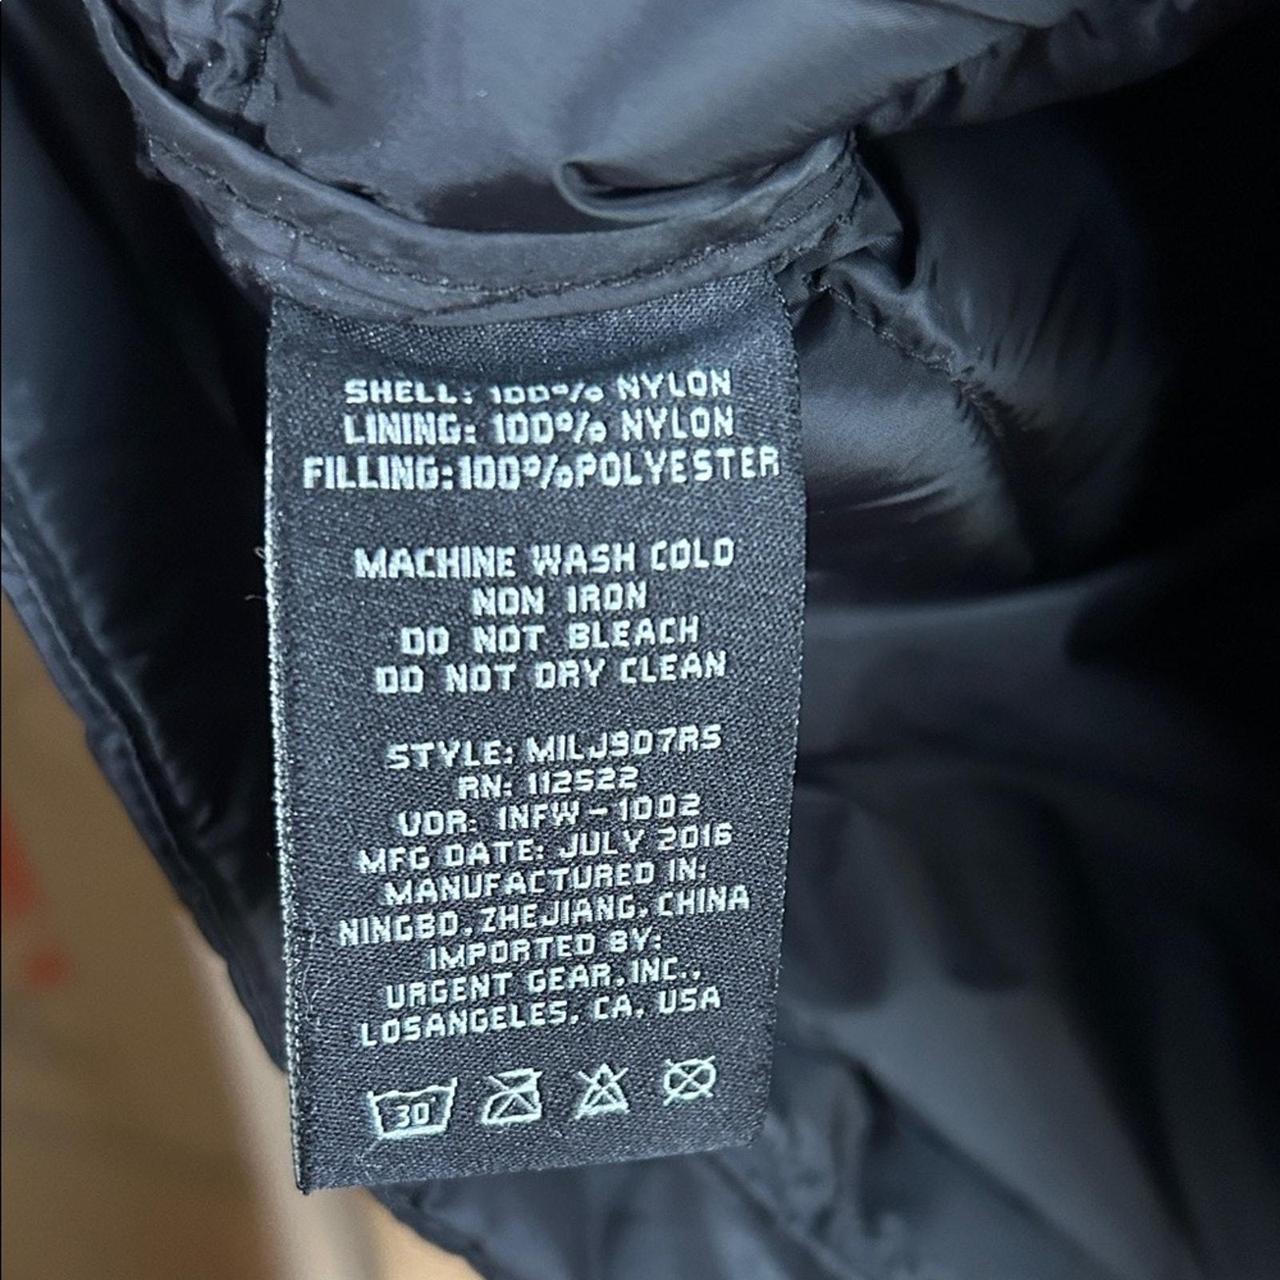 SHELL: 100% NYLON
LINING: 100% NYLON
FILLING:100%POLYESTER
MACHINE WASH COLD
NON IRON
DO NOT BLEACH
DO NOT DRY CLEAN
STYLE: MILJ907RS
RN: 112522
VDR: INFW-1002
MFG DATE: JULY 2016
MANUFACTURED IN:
NINGBO, ZHEJIANG, CHINA
IMPORTED BY:
URGENT GEAR,INC.,
LOSANGELES, CA, USA
30